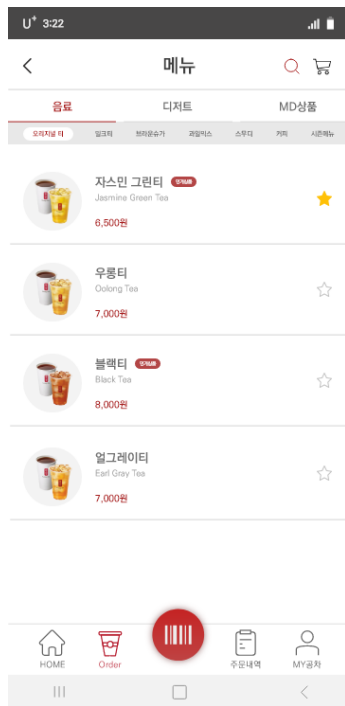 U⁺ 3:22
메뉴
음료 디저트 MD상품
오리지널 티 밀크티 브라운슈가 과일믹스 스무디 커피 시즌메뉴
자스민 그린티
Jasmine Green Tea
6,500원
우롱티
Oolong Tea
7,000원
블랙티
Black Tea
8,000원
얼그레이티
Earl Gray Tea
7,000원
HOME Order 주문내역 MY공차